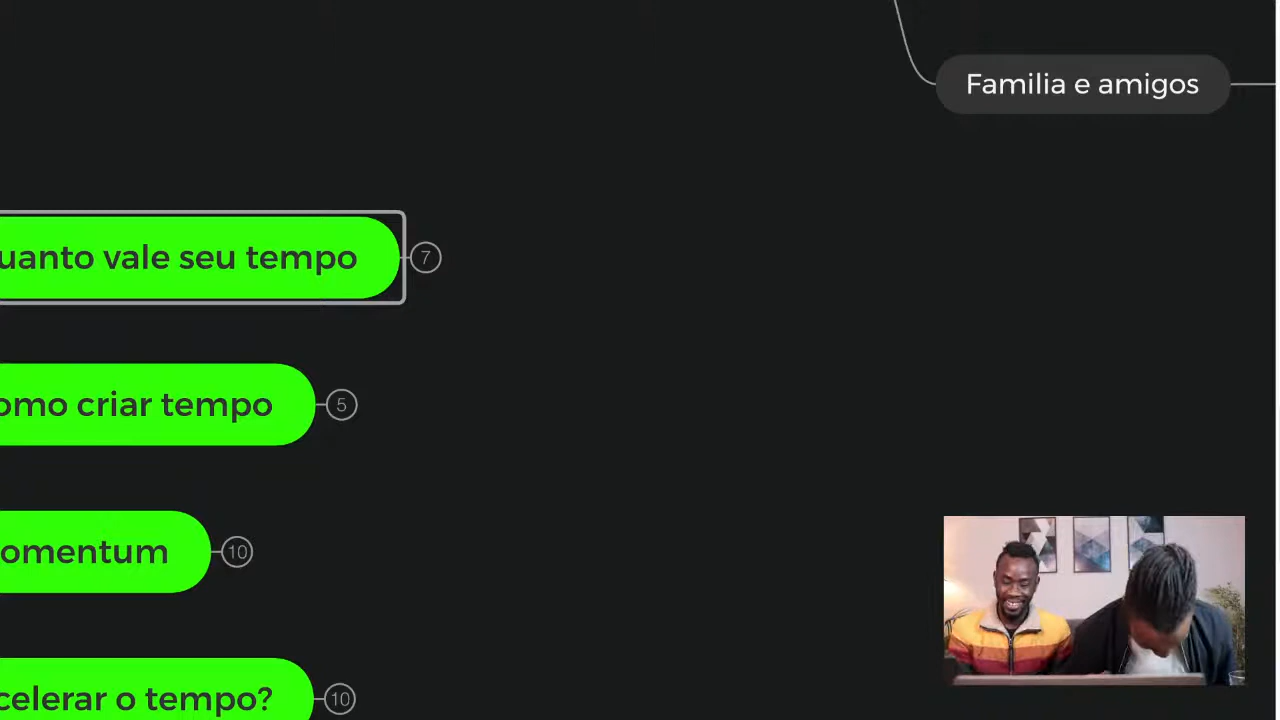 Familia e amigos
uanto vale seu tempo
7
omo criar tempo
5
omentum
10
celerar o tempo?
10